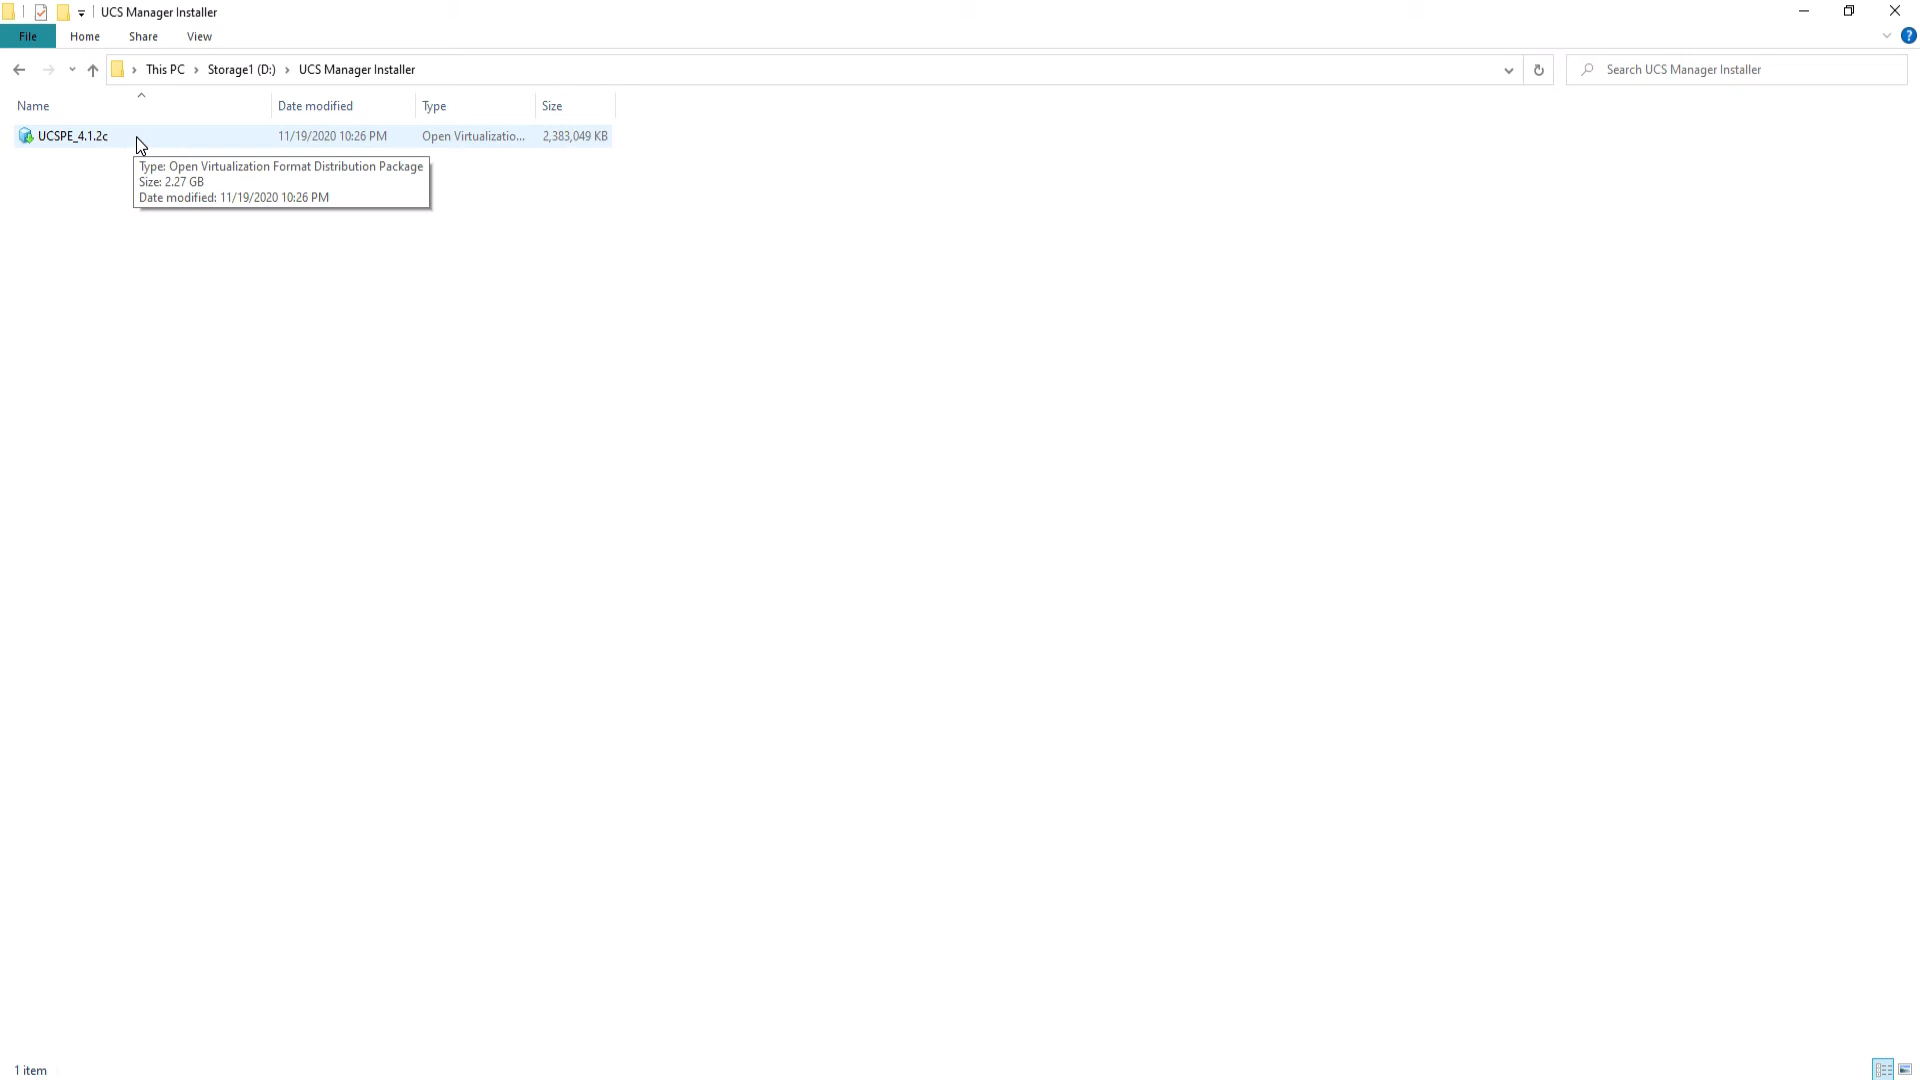 UCS Manager Installer
File Home Share View
This PC Storage1 (D:) UCS Manager Installer Search UCS Manager Installer
Name Date modified Type Size
UCSPE_4.1.2c 11/19/2020 10:26 PM Open Virtualizatio... 2,383,049 KB
Type: Open Virtualization Format Distribution Package
Size: 2.27 GB
Date modified: 11/19/2020 10:26 PM
1 item